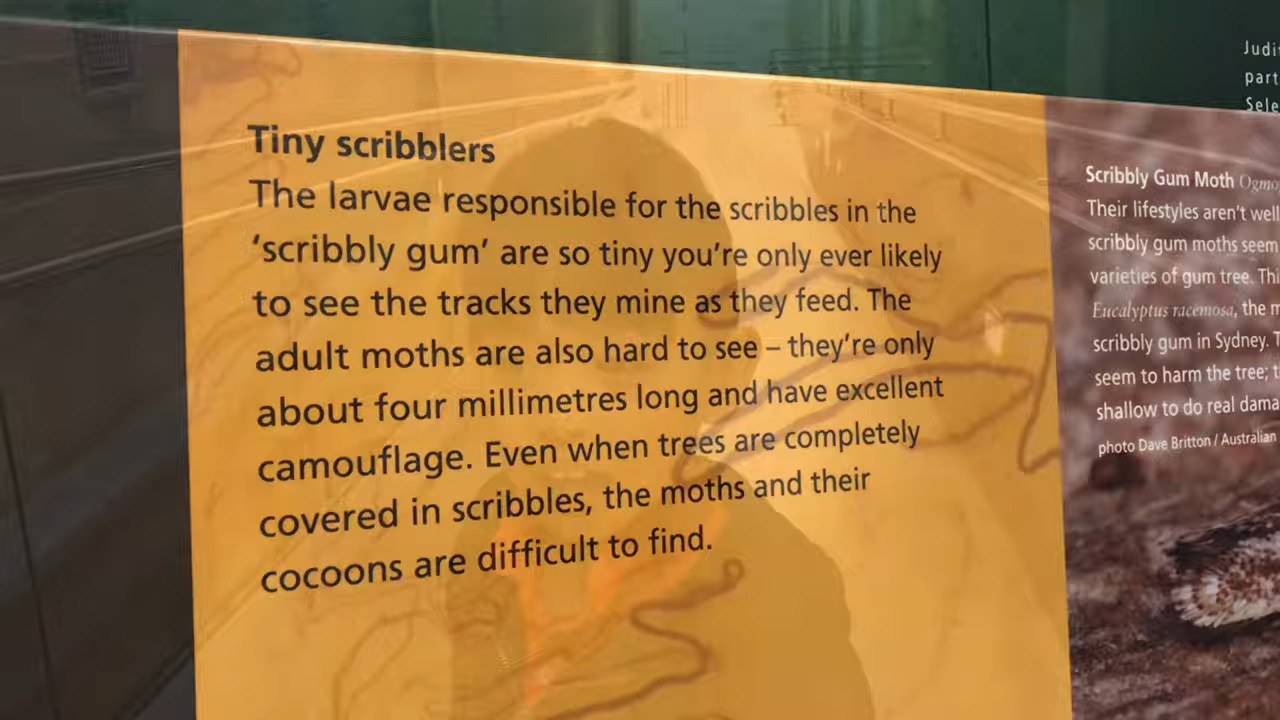 Tiny scribblers
The larvae responsible for the scribbles in the
‘scribbly gum’ are so tiny you’re only ever likely
to see the tracks they mine as they feed. The
adult moths are also hard to see – they’re only
about four millimetres long and have excellent
camouflage. Even when trees are completely
covered in scribbles, the moths and their
cocoons are difficult to find.
part
Scribbly Gum Moth
Their lifestyles aren’t well
scribbly gum moths seem
varieties of gum tree.
Eucalyptus racemosa, the
scribbly gum in Sydney.
seem to harm the tree;
shallow to do real
photo Dave Britton / Australian